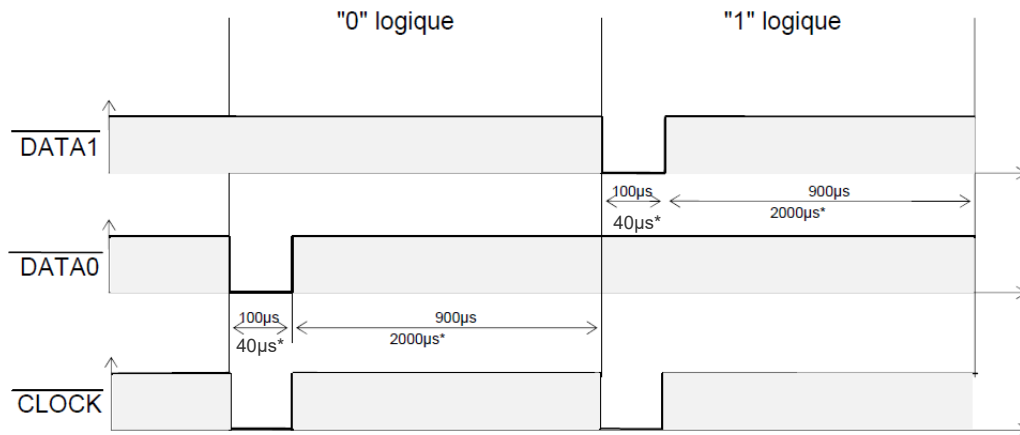 "0" logique "1" logique
DATA1
100µs 900µs
40µs* 2000µs*
DATA0
100µs 900µs
40µs* 2000µs*
CLOCK